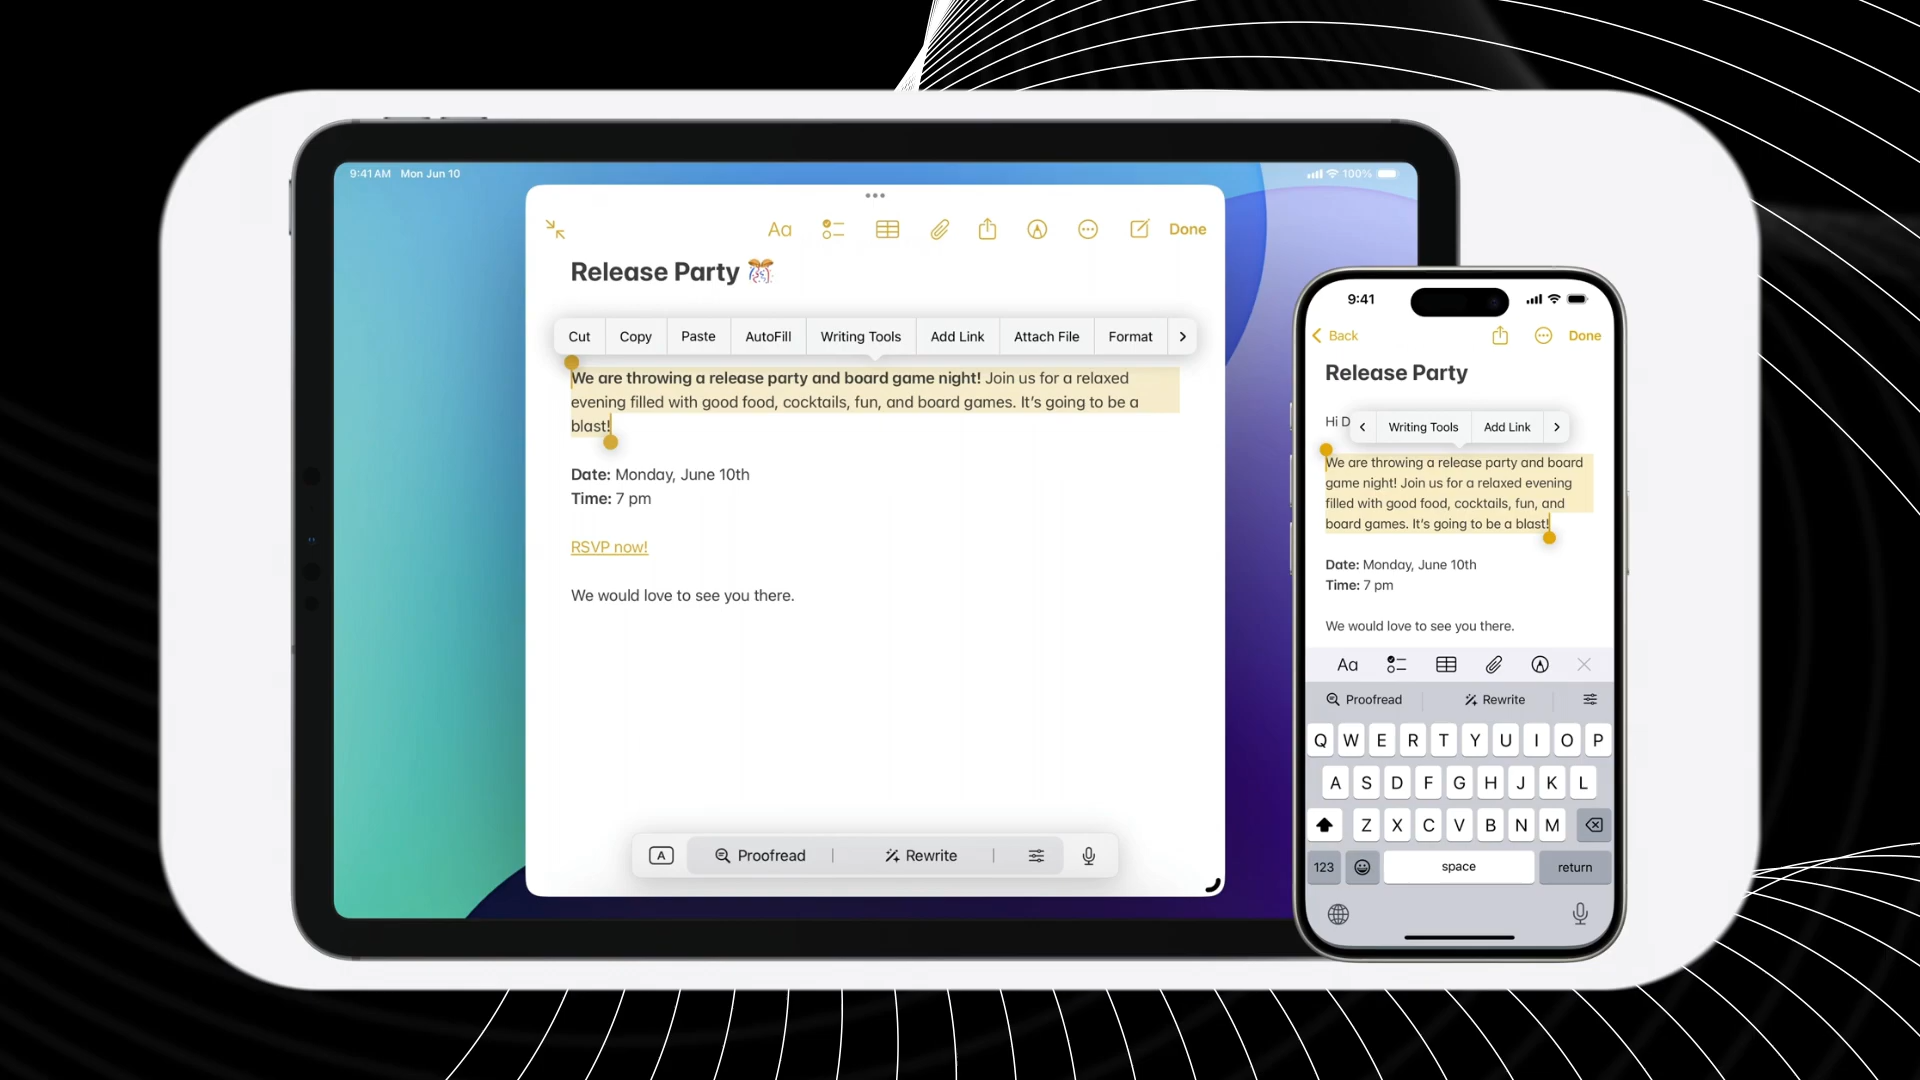 9:41 AM Mon Jun 10
100%
Aa
Done
Release Party 🎊
Cut Copy Paste AutoFill Writing Tools Add Link Attach File Format
We are throwing a release party and board game night! Join us for a relaxed
evening filled with good food, cocktails, fun, and board games. It’s going to be a
blast!
Date: Monday, June 10th
Time: 7 pm
RSVP now!
We would love to see you there.
A Proofread Rewrite
9:41
Back Done
Release Party
Hi D
Writing Tools Add Link
We are throwing a release party and board
game night! Join us for a relaxed evening
filled with good food, cocktails, fun, and
board games. It’s going to be a blast!
Date: Monday, June 10th
Time: 7 pm
We would love to see you there.
Aa
Proofread Rewrite
Q W E R T Y U I O P
A S D F G H J K L
Z X C V B N M
123 space return